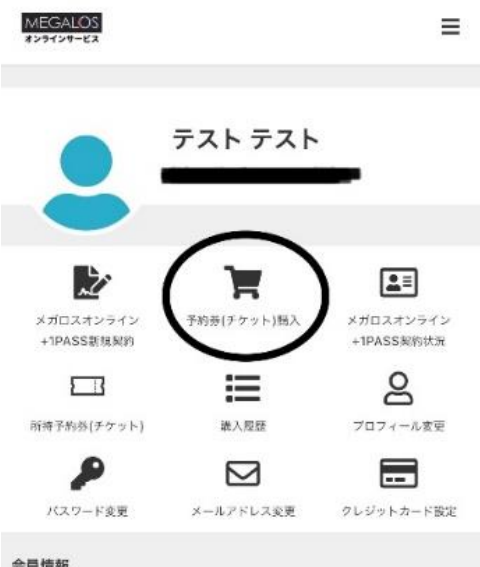 MEGALOS
オンラインサービス
テスト テスト
メガロスオンライン
+1PASS新規契約
予約券(チケット)購入
メガロスオンライン
+1PASS契約状況
所持予約券(チケット)
購入履歴
プロフィール変更
パスワード変更
メールアドレス変更
クレジットカード設定
会員情報